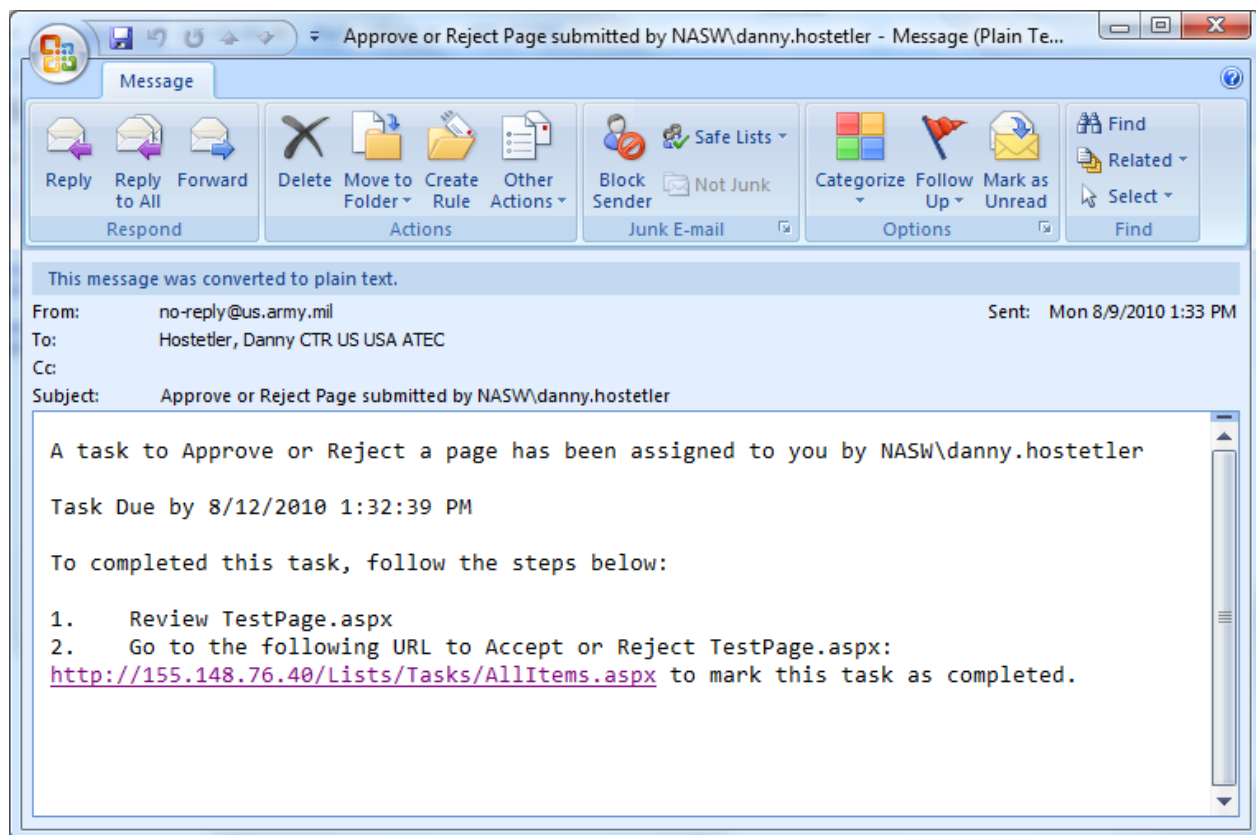 Approve or Reject Page submitted by NASW\danny.hostetler - Message (Plain Te...
Message
Reply
Reply to All
Forward
Respond
Delete
Move to Folder
Create Rule
Other Actions
Actions
Block Sender
Safe Lists
Not Junk
Junk E-mail
Categorize
Follow Up
Mark as Unread
Options
Find
Related
Select
Find
This message was converted to plain text.
From: no-reply@us.army.mil Sent: Mon 8/9/2010 1:33 PM
To: Hostetler, Danny CTR US USA ATEC
Cc:
Subject: Approve or Reject Page submitted by NASW\danny.hostetler
A task to Approve or Reject a page has been assigned to you by NASW\danny.hostetler
Task Due by 8/12/2010 1:32:39 PM
To completed this task, follow the steps below:
1. Review TestPage.aspx
2. Go to the following URL to Accept or Reject TestPage.aspx:
http://155.148.76.40/Lists/Tasks/AllItems.aspx to mark this task as completed.